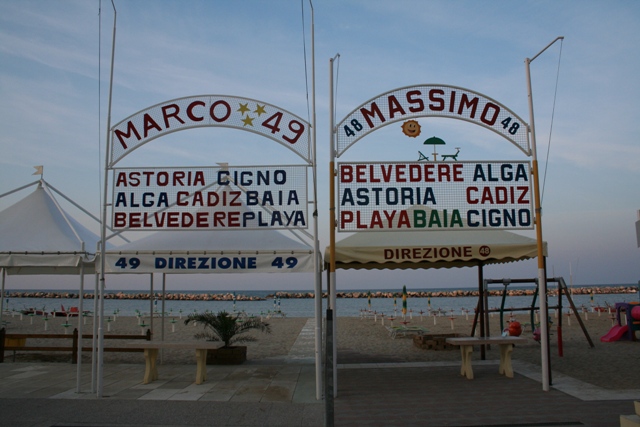 MARCO 49
ASTORIA CIGNO
ALGA CADIZ BAIA
BELVEDERE PLAYA
49 DIREZIONE 49
48 MASSIMO 48
BELVEDERE ALGA
ASTORIA CADIZ
PLAYA BAIA CIGNO
DIREZIONE 48